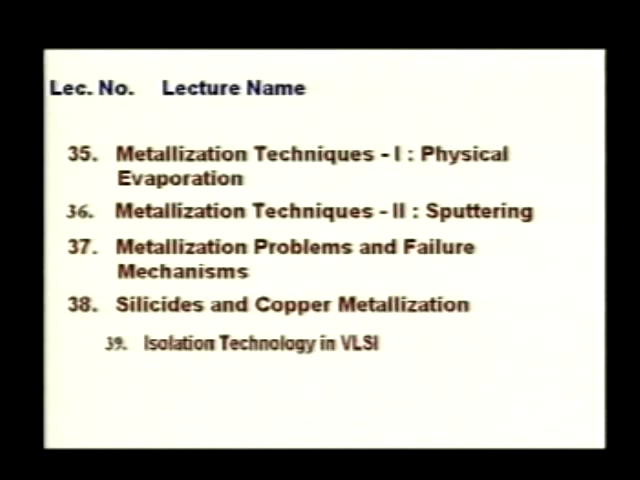 Lec. No. Lecture Name
35. Metallization Techniques - I : Physical
Evaporation
36. Metallization Techniques - II : Sputtering
37. Metallization Problems and Failure
Mechanisms
38. Silicides and Copper Metallization
39. Isolation Technology in VLSI